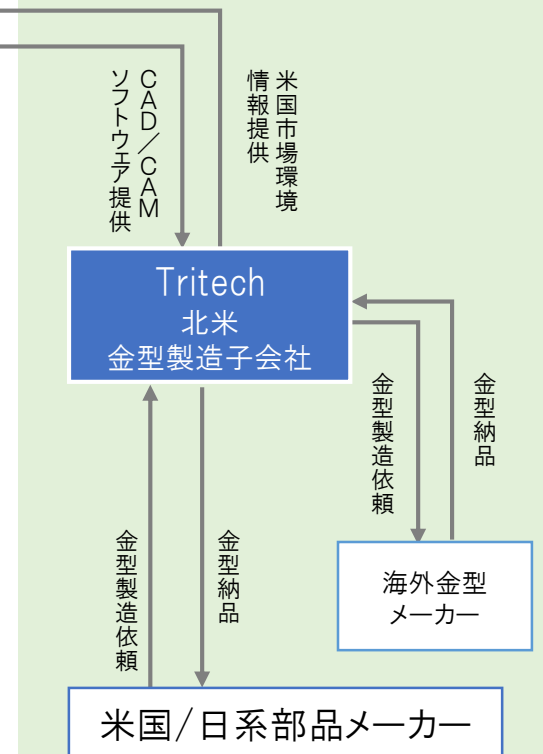 CAD／CAM
ソフトウェア提供
米国市場環境
情報提供
Tritech
北米
金型製造子会社
金型製造依頼
金型納品
海外金型
メーカー
金型製造依頼
金型納品
米国/日系部品メーカー